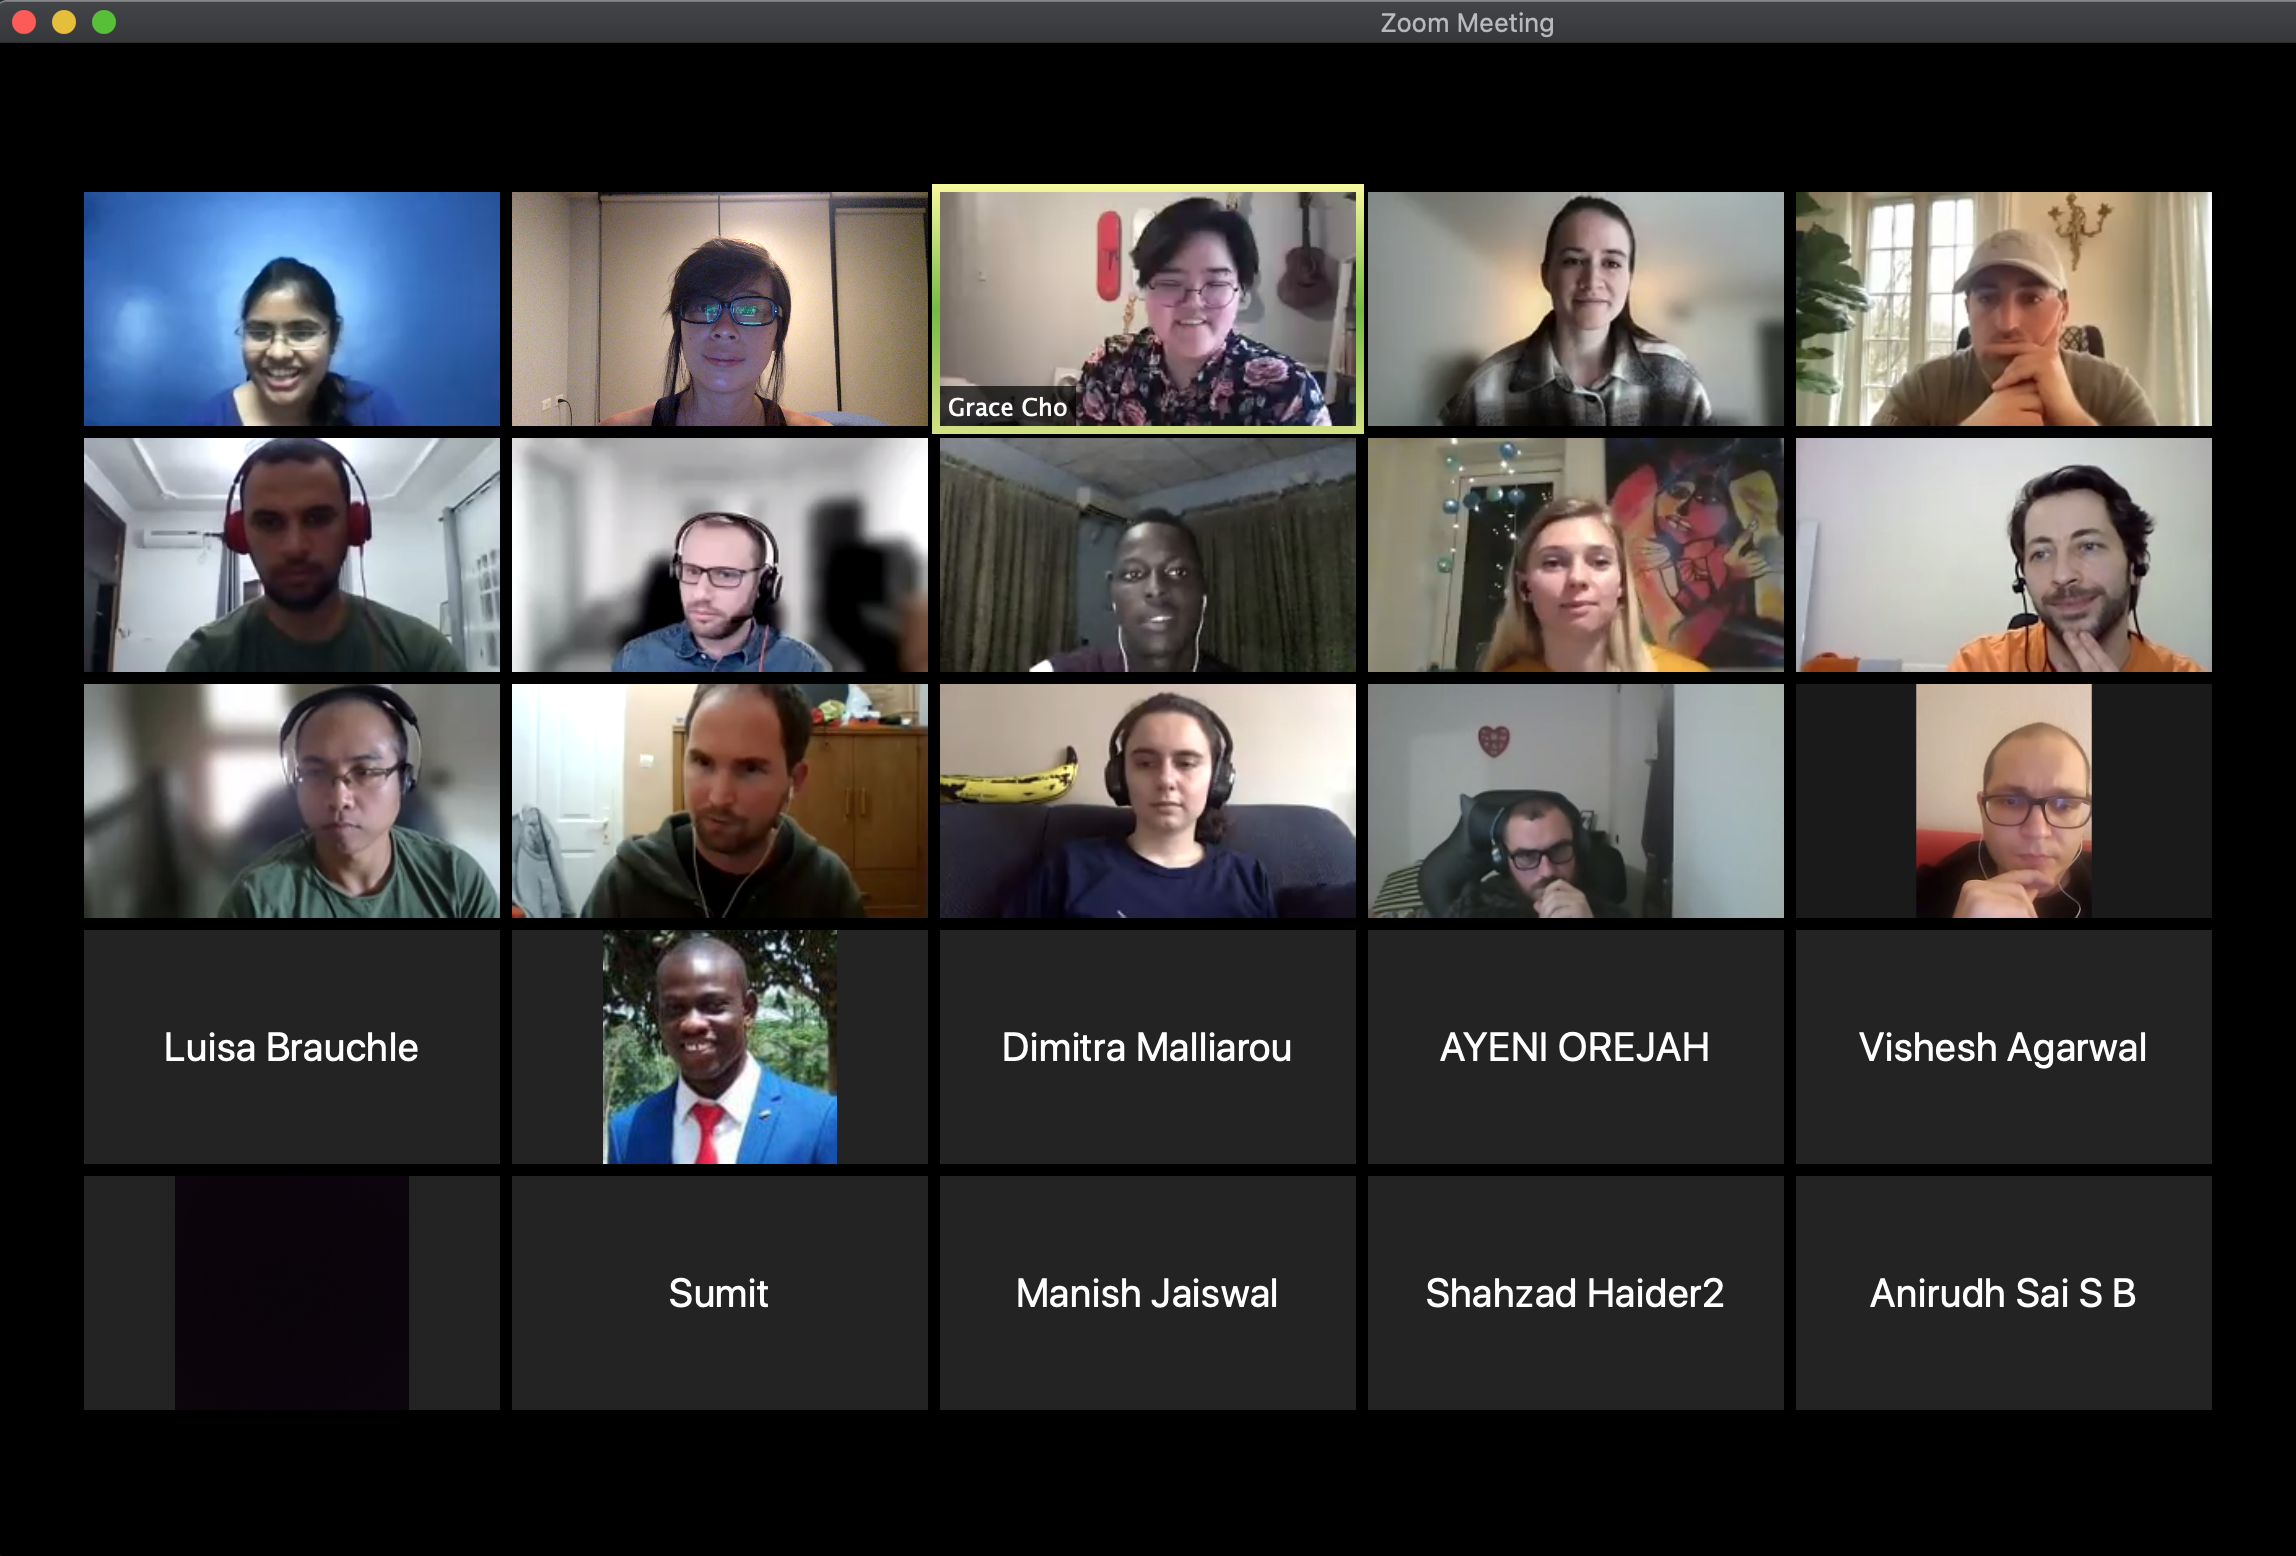 Zoom Meeting
Grace Cho
Luisa Brauchle
Dimitra Malliarou
AYENI OREJAH
Vishesh Agarwal
Sumit
Manish Jaiswal
Shahzad Haider2
Anirudh Sai S B